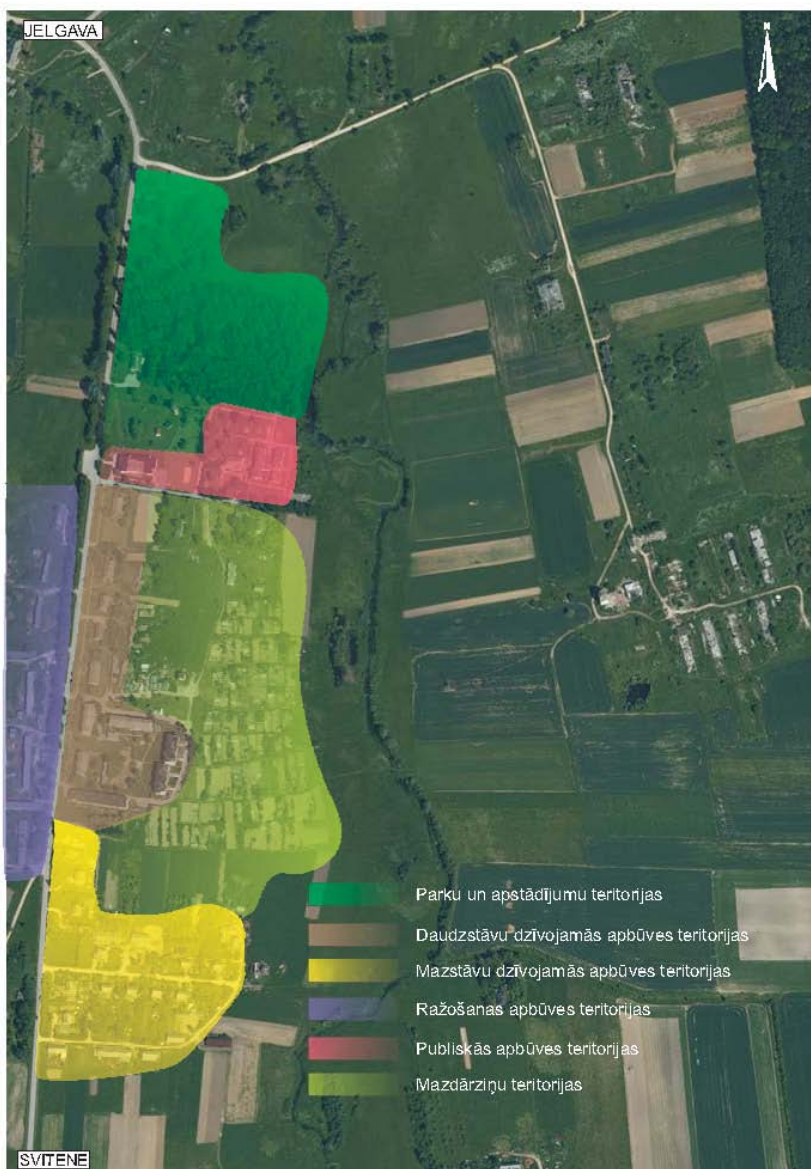 JELGAVA
N
Parku un apstādījumu teritorijas
Daudzstāvu dzīvojamās apbūves teritorijas
Mazstāvu dzīvojamās apbūves teritorijas
Ražošanas apbūves teritorijas
Publiskās apbūves teritorijas
Mazdārziņu teritorijas
SVITENE